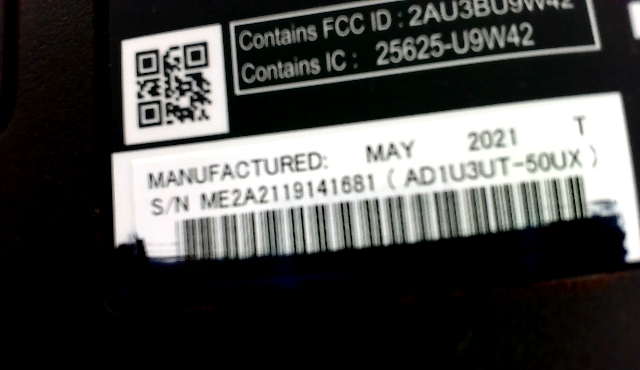 Contains FCC ID : 2AU3BU9W42
Contains IC : 25625-U9W42
MANUFACTURED: MAY 2021 T
S/N ME2A2119141681 ( AD1U3UT-50UX )